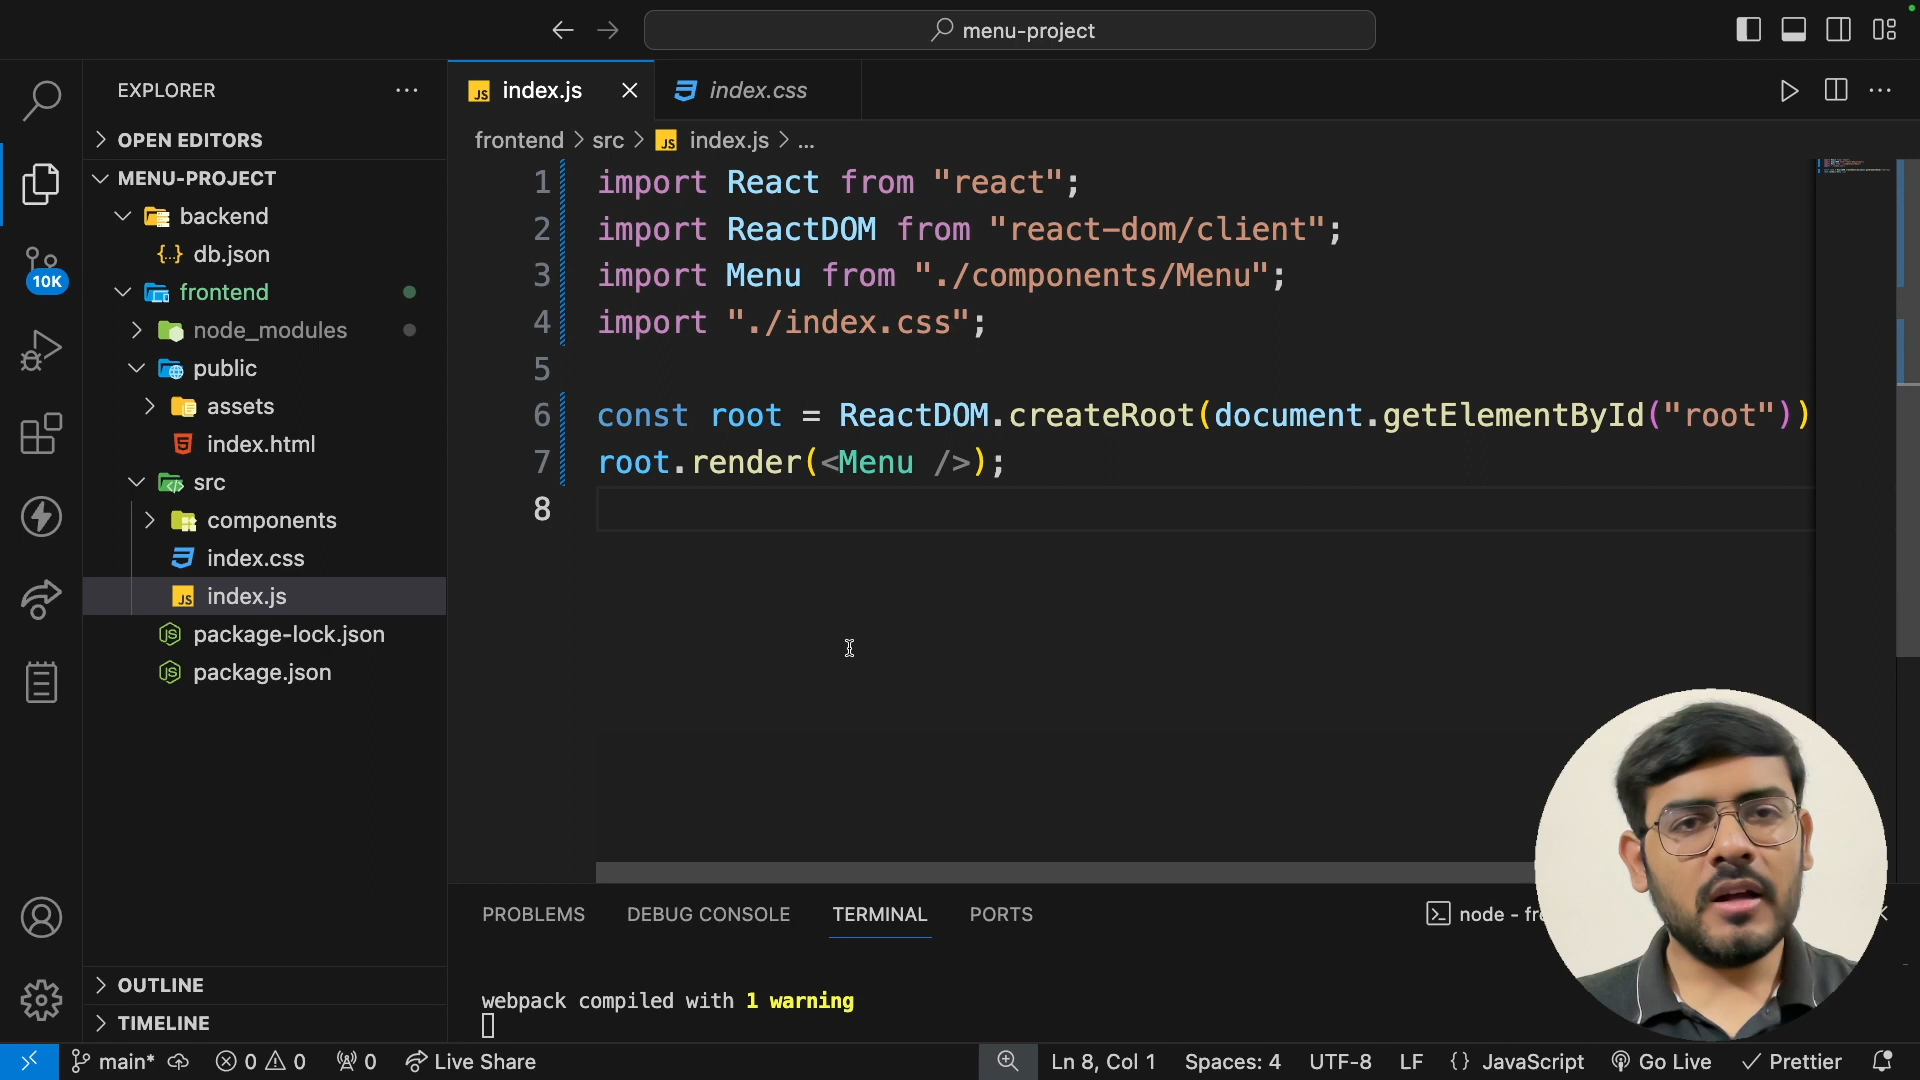 menu-project
EXPLORER
OPEN EDITORS
MENU-PROJECT
backend
{..} db.json
frontend
node_modules
public
assets
index.html
src
components
index.css
JS index.js
package-lock.json
package.json
OUTLINE
TIMELINE
10K
JS index.js
index.css
frontend > src > JS index.js > ...
1 import React from "react";
2 import ReactDOM from "react-dom/client";
3 import Menu from "./components/Menu";
4 import "./index.css";
5
6 const root = ReactDOM.createRoot(document.getElementById("root"))
7 root.render(<Menu />);
8
PROBLEMS DEBUG CONSOLE TERMINAL PORTS
node -
webpack compiled with 1 warning
main* 0 0 0 Live Share
Ln 8, Col 1 Spaces: 4 UTF-8 LF {} JavaScript Go Live Prettier